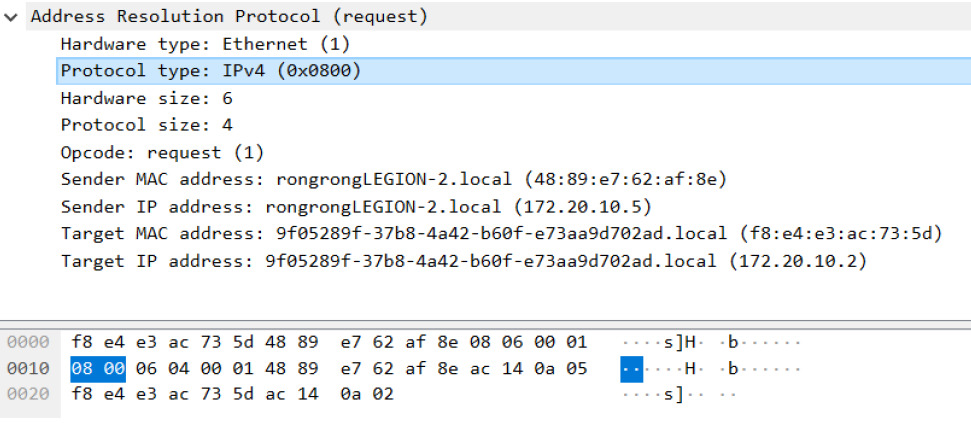 Address Resolution Protocol (request)
Hardware type: Ethernet (1)
Protocol type: IPv4 (0x0800)
Hardware size: 6
Protocol size: 4
Opcode: request (1)
Sender MAC address: rongrongLEGION-2.local (48:89:e7:62:af:8e)
Sender IP address: rongrongLEGION-2.local (172.20.10.5)
Target MAC address: 9f05289f-37b8-4a42-b60f-e73aa9d702ad.local (f8:e4:e3:ac:73:5d)
Target IP address: 9f05289f-37b8-4a42-b60f-e73aa9d702ad.local (172.20.10.2)
0000 f8 e4 e3 ac 73 5d 48 89 e7 62 af 8e 08 06 00 01 ····s]H· ·b······
0010 08 00 06 04 00 01 48 89 e7 62 af 8e ac 14 0a 05 ······H· ·b······
0020 f8 e4 e3 ac 73 5d ac 14 0a 02 ····s]·· ··